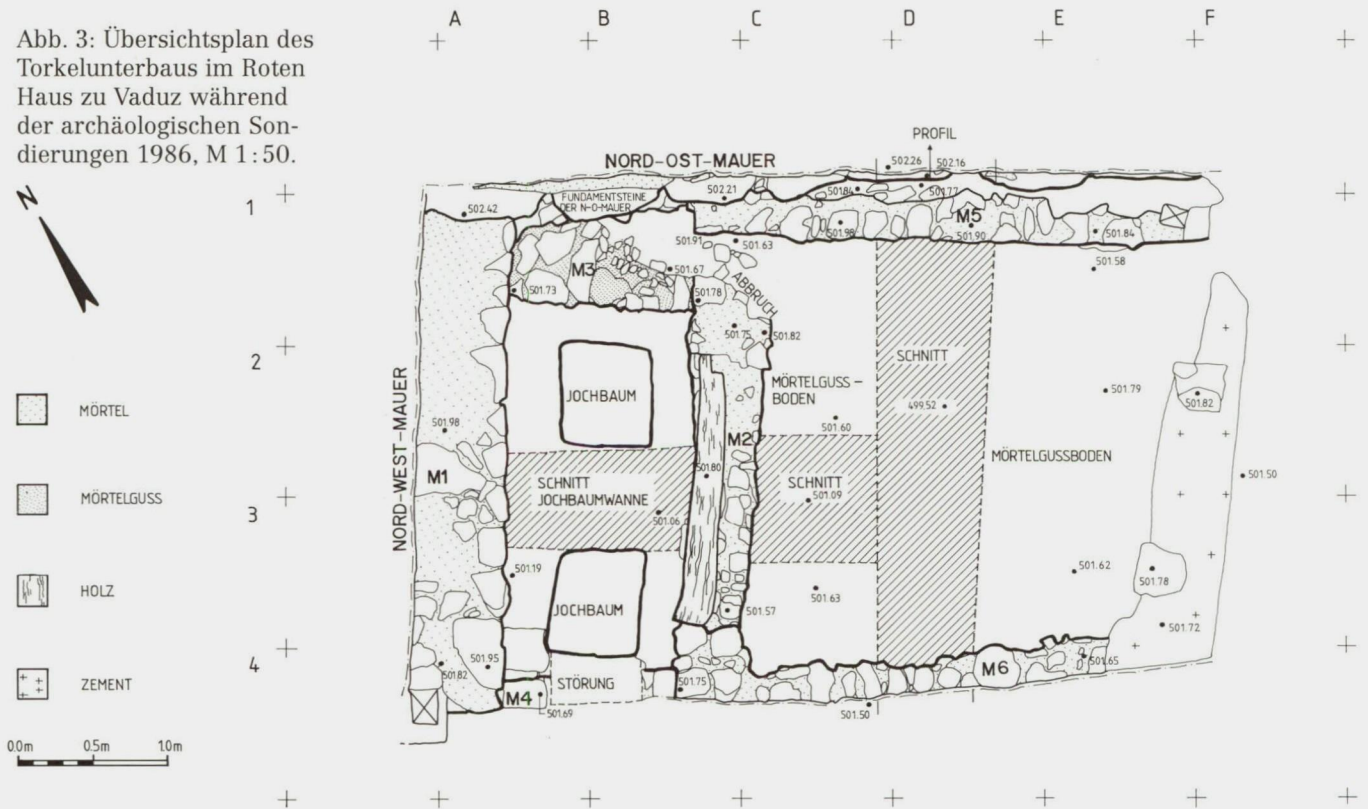 Abb. 3: Übersichtsplan des
Torkelunterbaus im Roten
Haus zu Vaduz während
der archäologischen Son-
dierungen 1986, M 1:50.
A B C D E F
N
1
2
3
4
PROFIL
NORD-OST-MAUER
502.26
502.16
502.42
FUNDAMENTSTEINE
DER N-O-MAUER
502.21
501.84
501.77
M5
501.91
501.63
501.98
501.90
501.84
501.58
M3
501.67
501.73
501.78
ABBRUCH
501.75
501.82
NORD-WEST-MAUER
JOCHBAUM
MÖRTELGUSS-
BODEN
SCHNITT
499.52
501.79
501.82
501.98
M2
501.60
MÖRTELGUSSBODEN
M1
SCHNITT
JOCHBAUMWANNE
501.06
501.80
SCHNITT
501.09
501.50
501.19
JOCHBAUM
501.57
501.63
501.62
501.78
501.72
501.95
501.82
M4
501.69
STÖRUNG
501.75
501.50
M6
501.65
MÖRTEL
MÖRTELGUSS
HOLZ
ZEMENT
0.0m 0.5m 1.0m